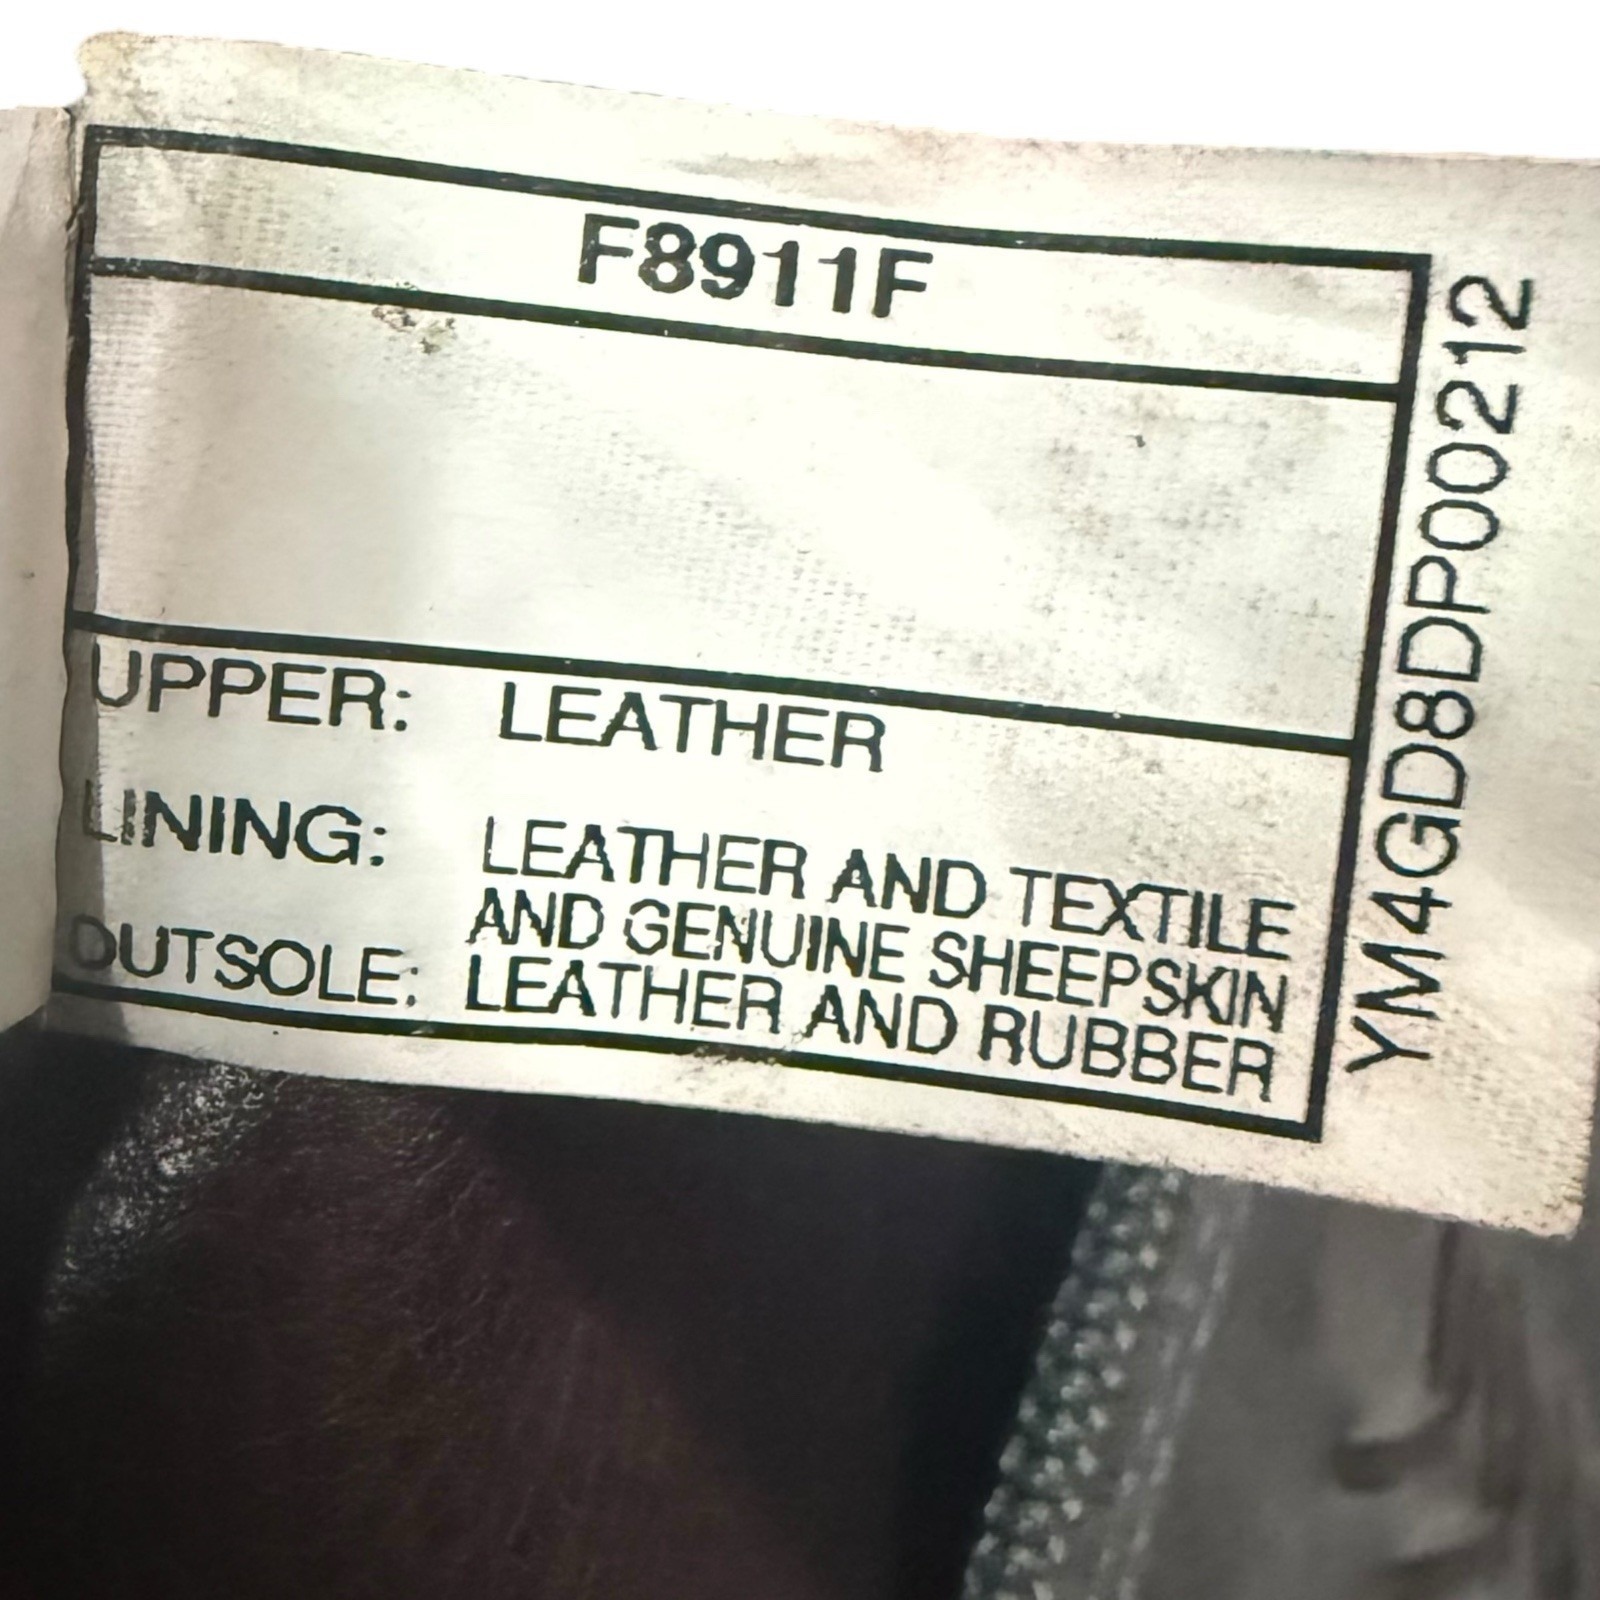 F8911F
UPPER: LEATHER
LINING: LEATHER AND TEXTILE
AND GENUINE SHEEPSKIN
OUTSOLE: LEATHER AND RUBBER
YM4GD8DP00212